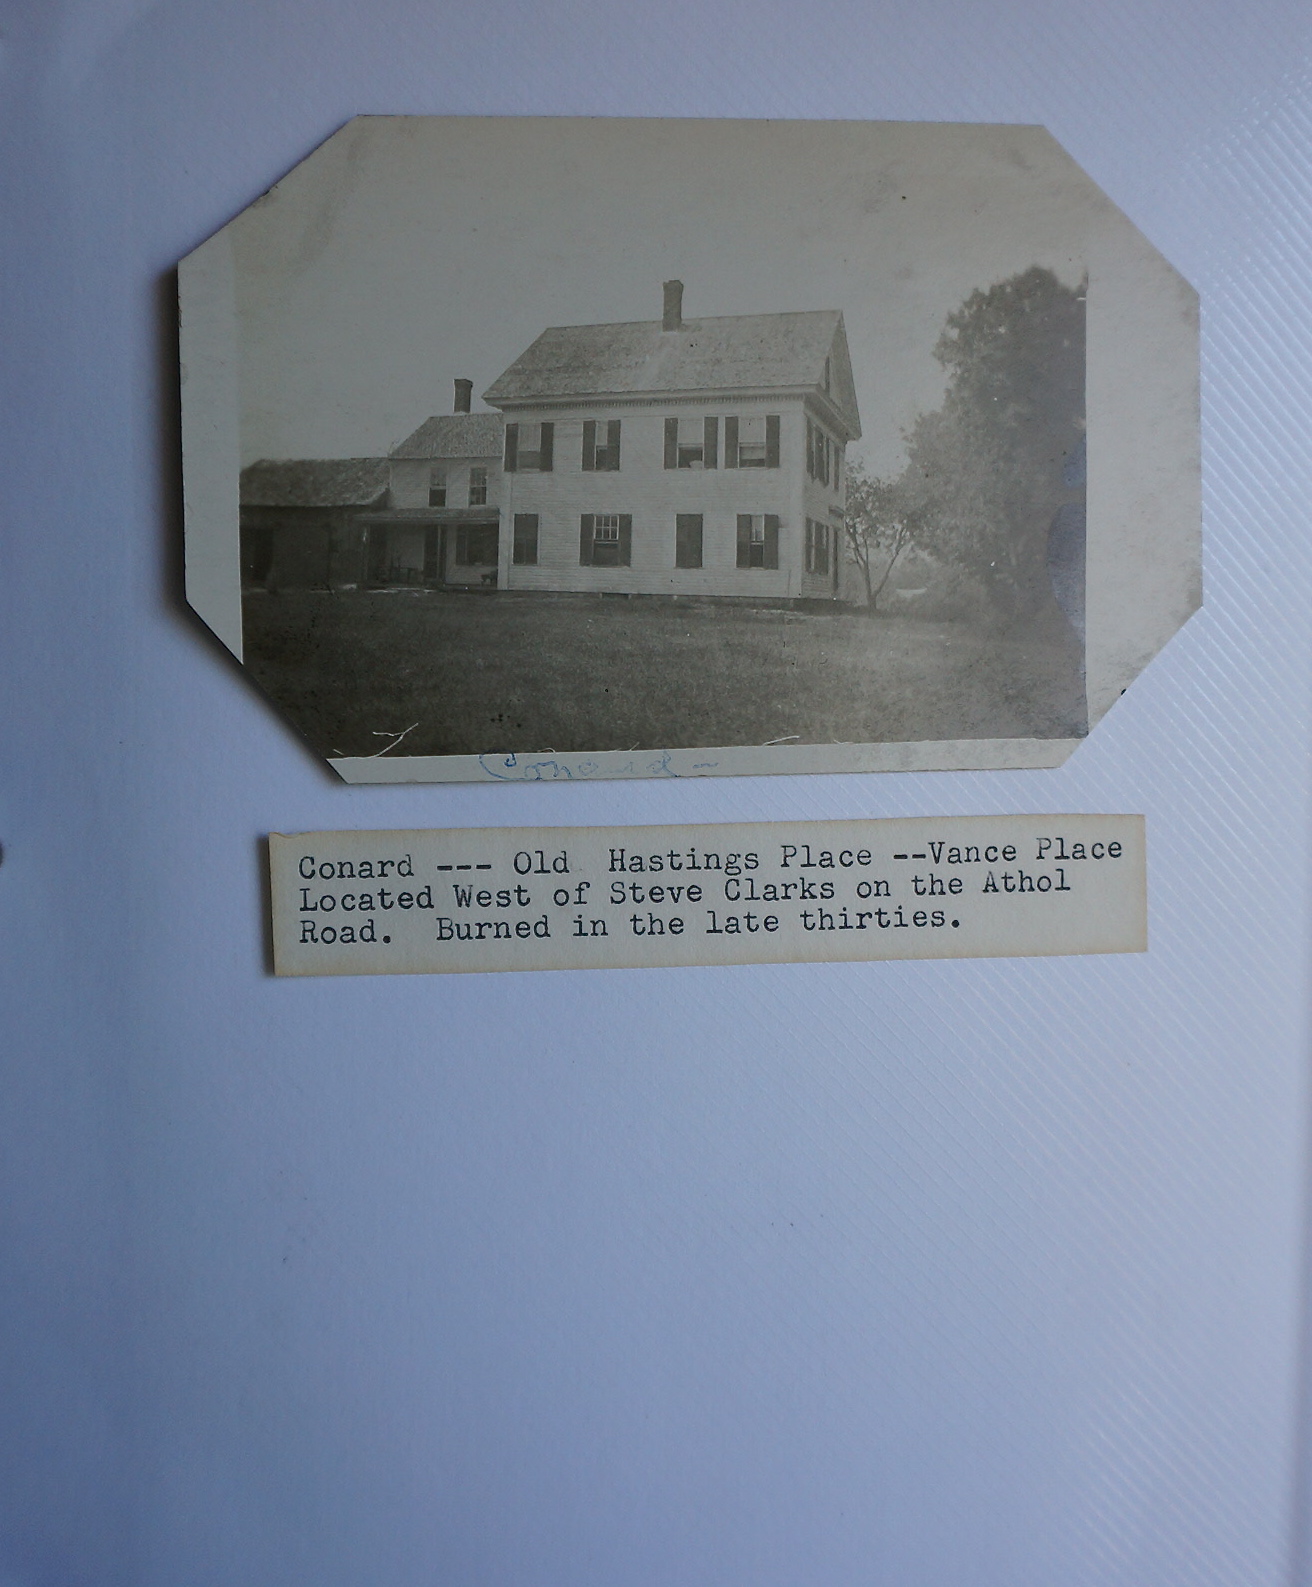 Conard -
Conard --- Old Hastings Place --Vance Place
Located West of Steve Clarks on the Athol
Road. Burned in the late thirties.